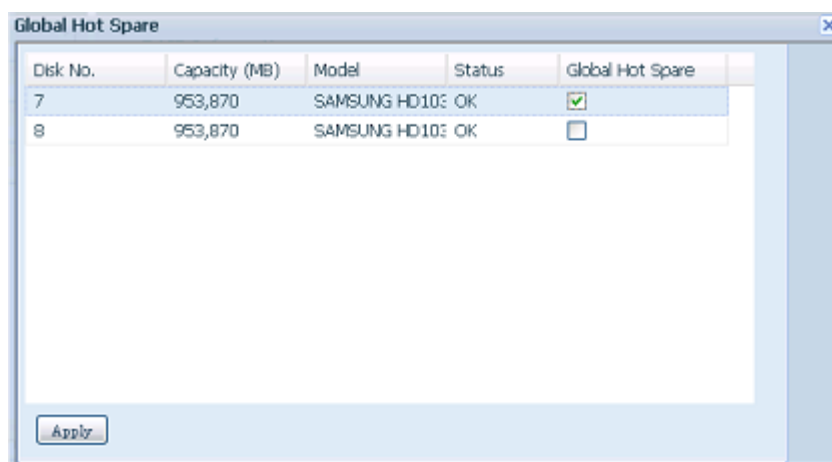 Global Hot Spare
Disk No. Capacity (MB) Model Status Global Hot Spare
7 953,870 SAMSUNG HD103 OK
8 953,870 SAMSUNG HD103 OK
Apply